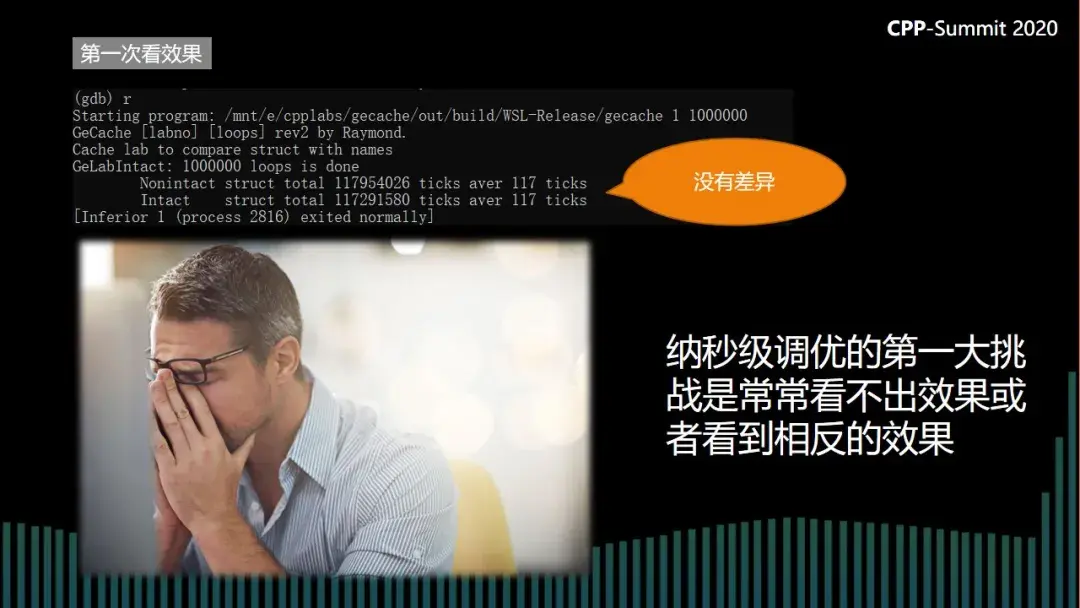 CPP-Summit 2020
第一次看效果
(gdb) r
Starting program: /mnt/e/cpplabs/gecache/out/build/WSL-Release/gecache 1 1000000
GeCache [labno] [loops] rev2 by Raymond.
Cache lab to compare struct with names
GeLabIntact: 1000000 loops is done
Nonintact struct total 117954026 ticks aver 117 ticks
Intact struct total 117291580 ticks aver 117 ticks
[Inferior 1 (process 2816) exited normally]
没有差异
纳秒级调优的第一大挑
战是常常看不出效果或
者看到相反的效果